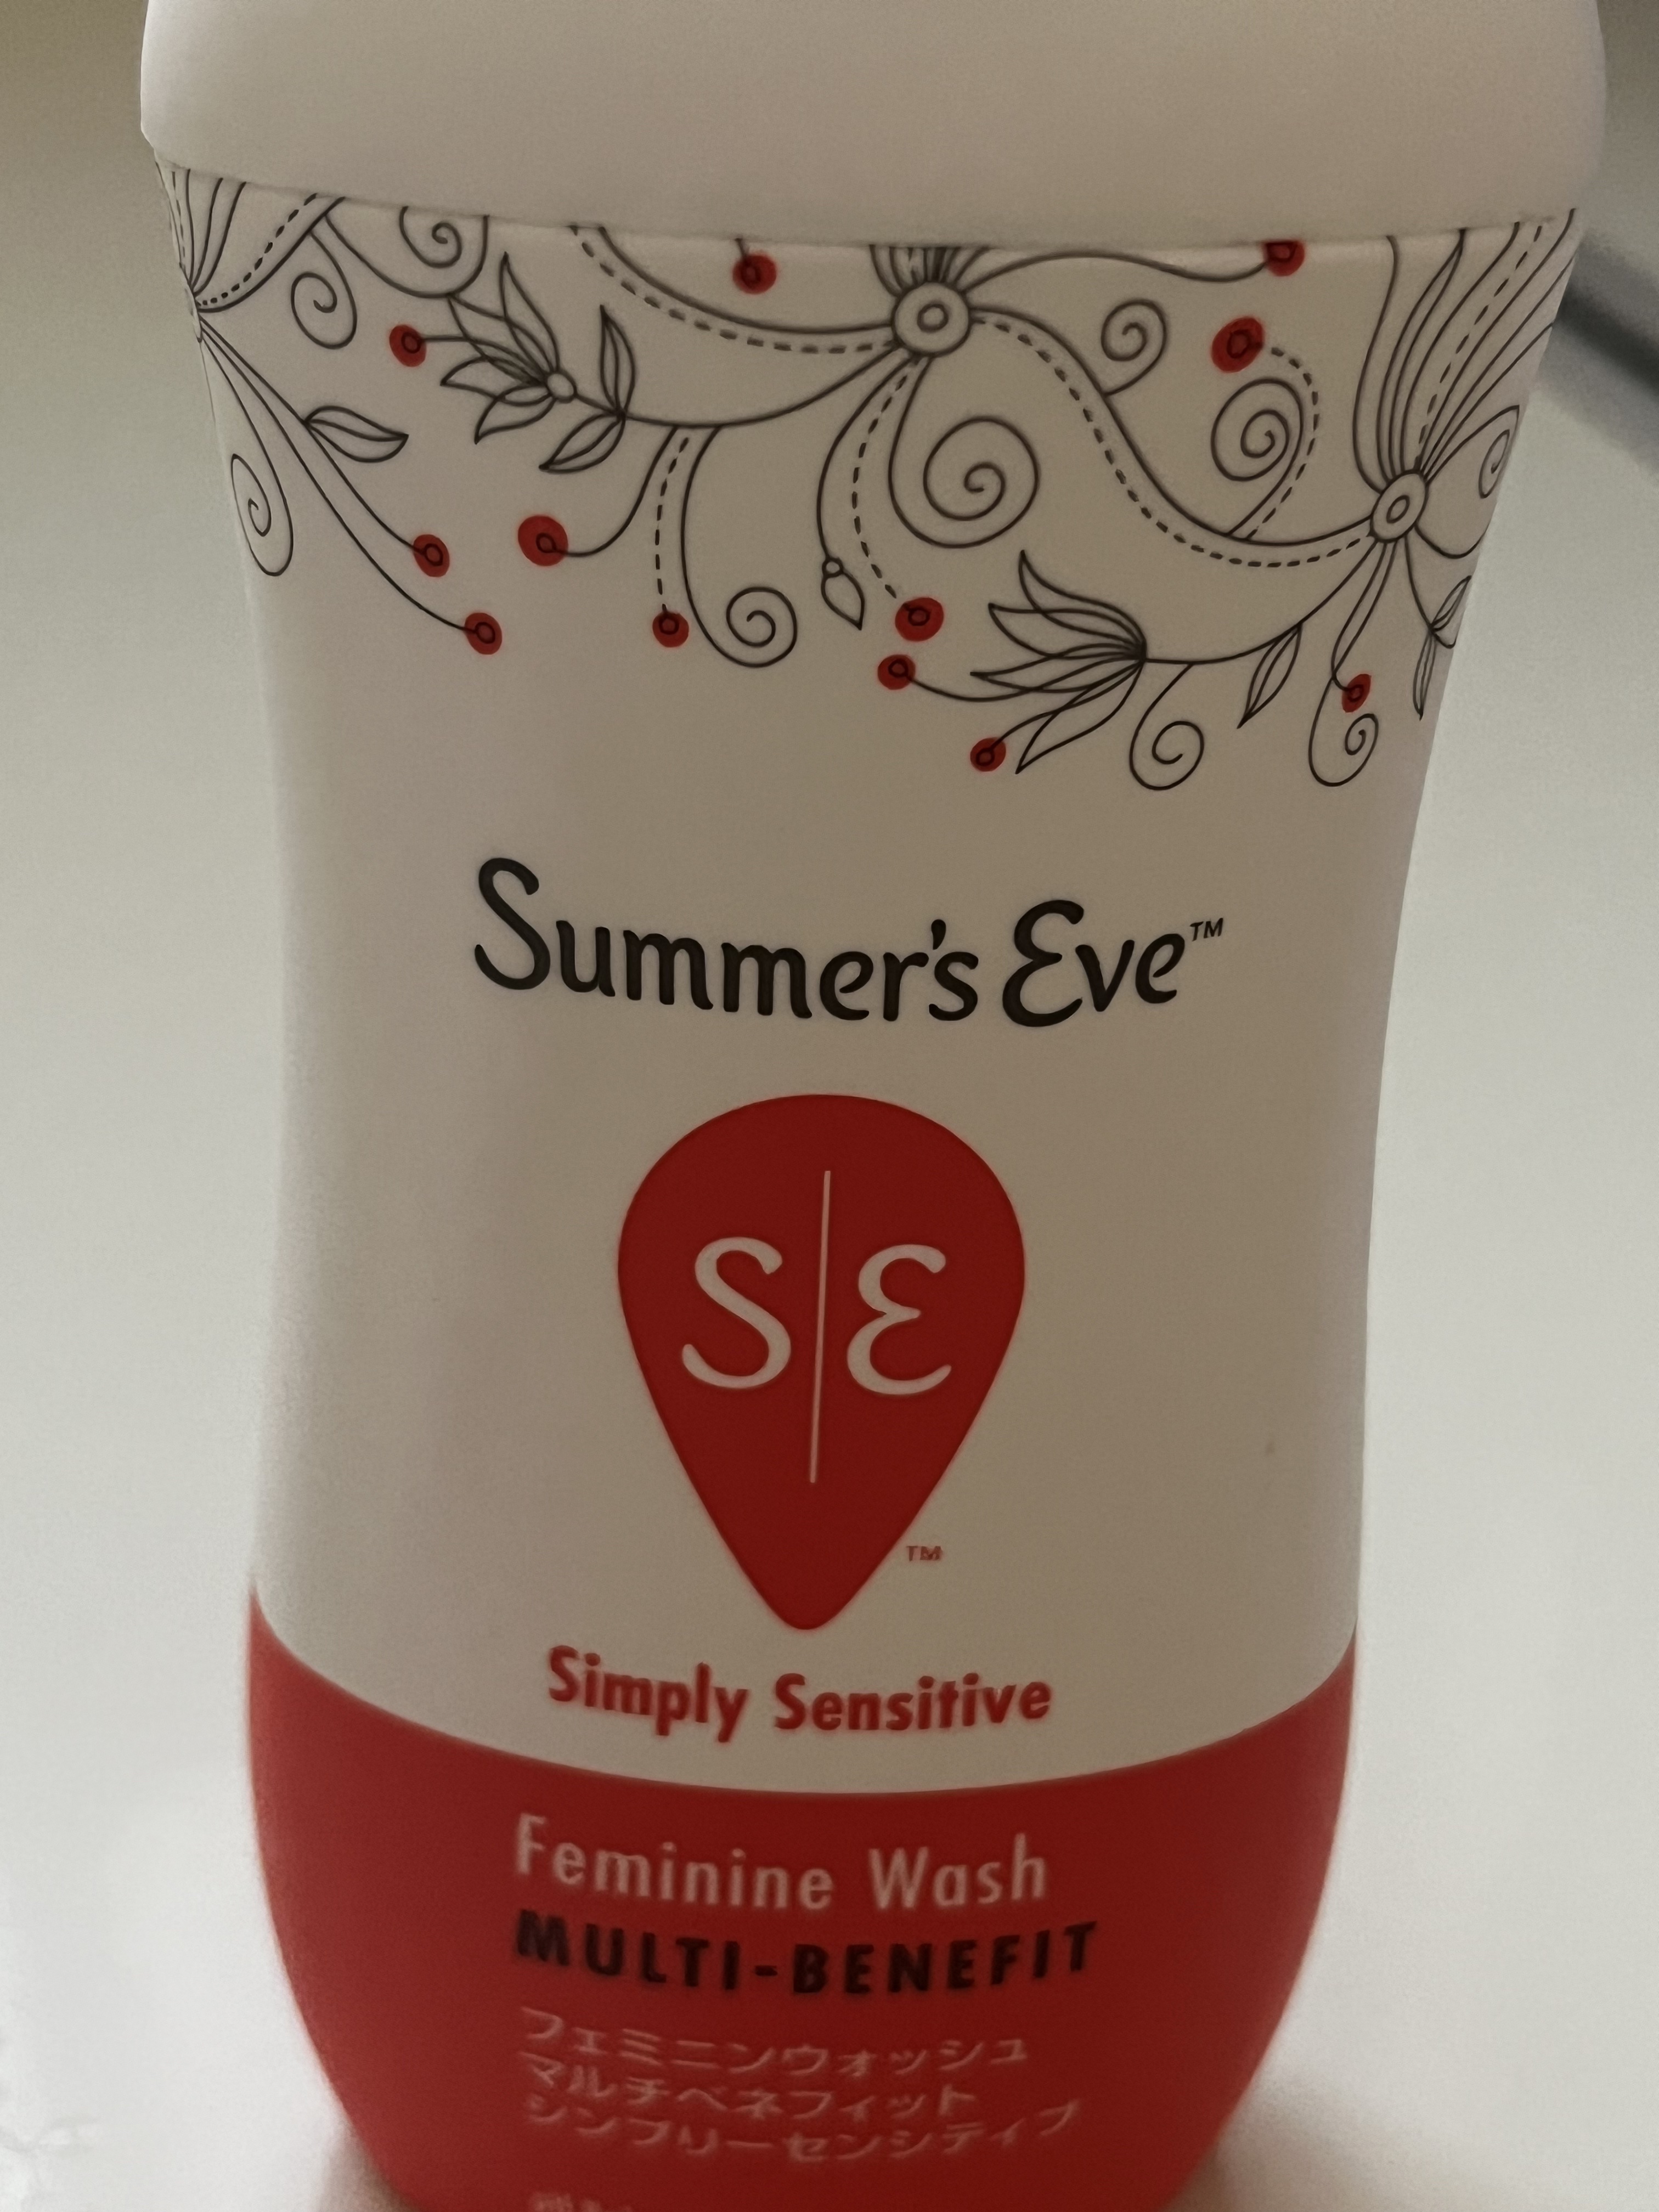 Summer's Eve™
S|E
™
Simply Sensitive
Feminine Wash
MULTI-BENEFIT
フェミニンウォッシュ
マルチベネフィット
シンプリーセンシティブ